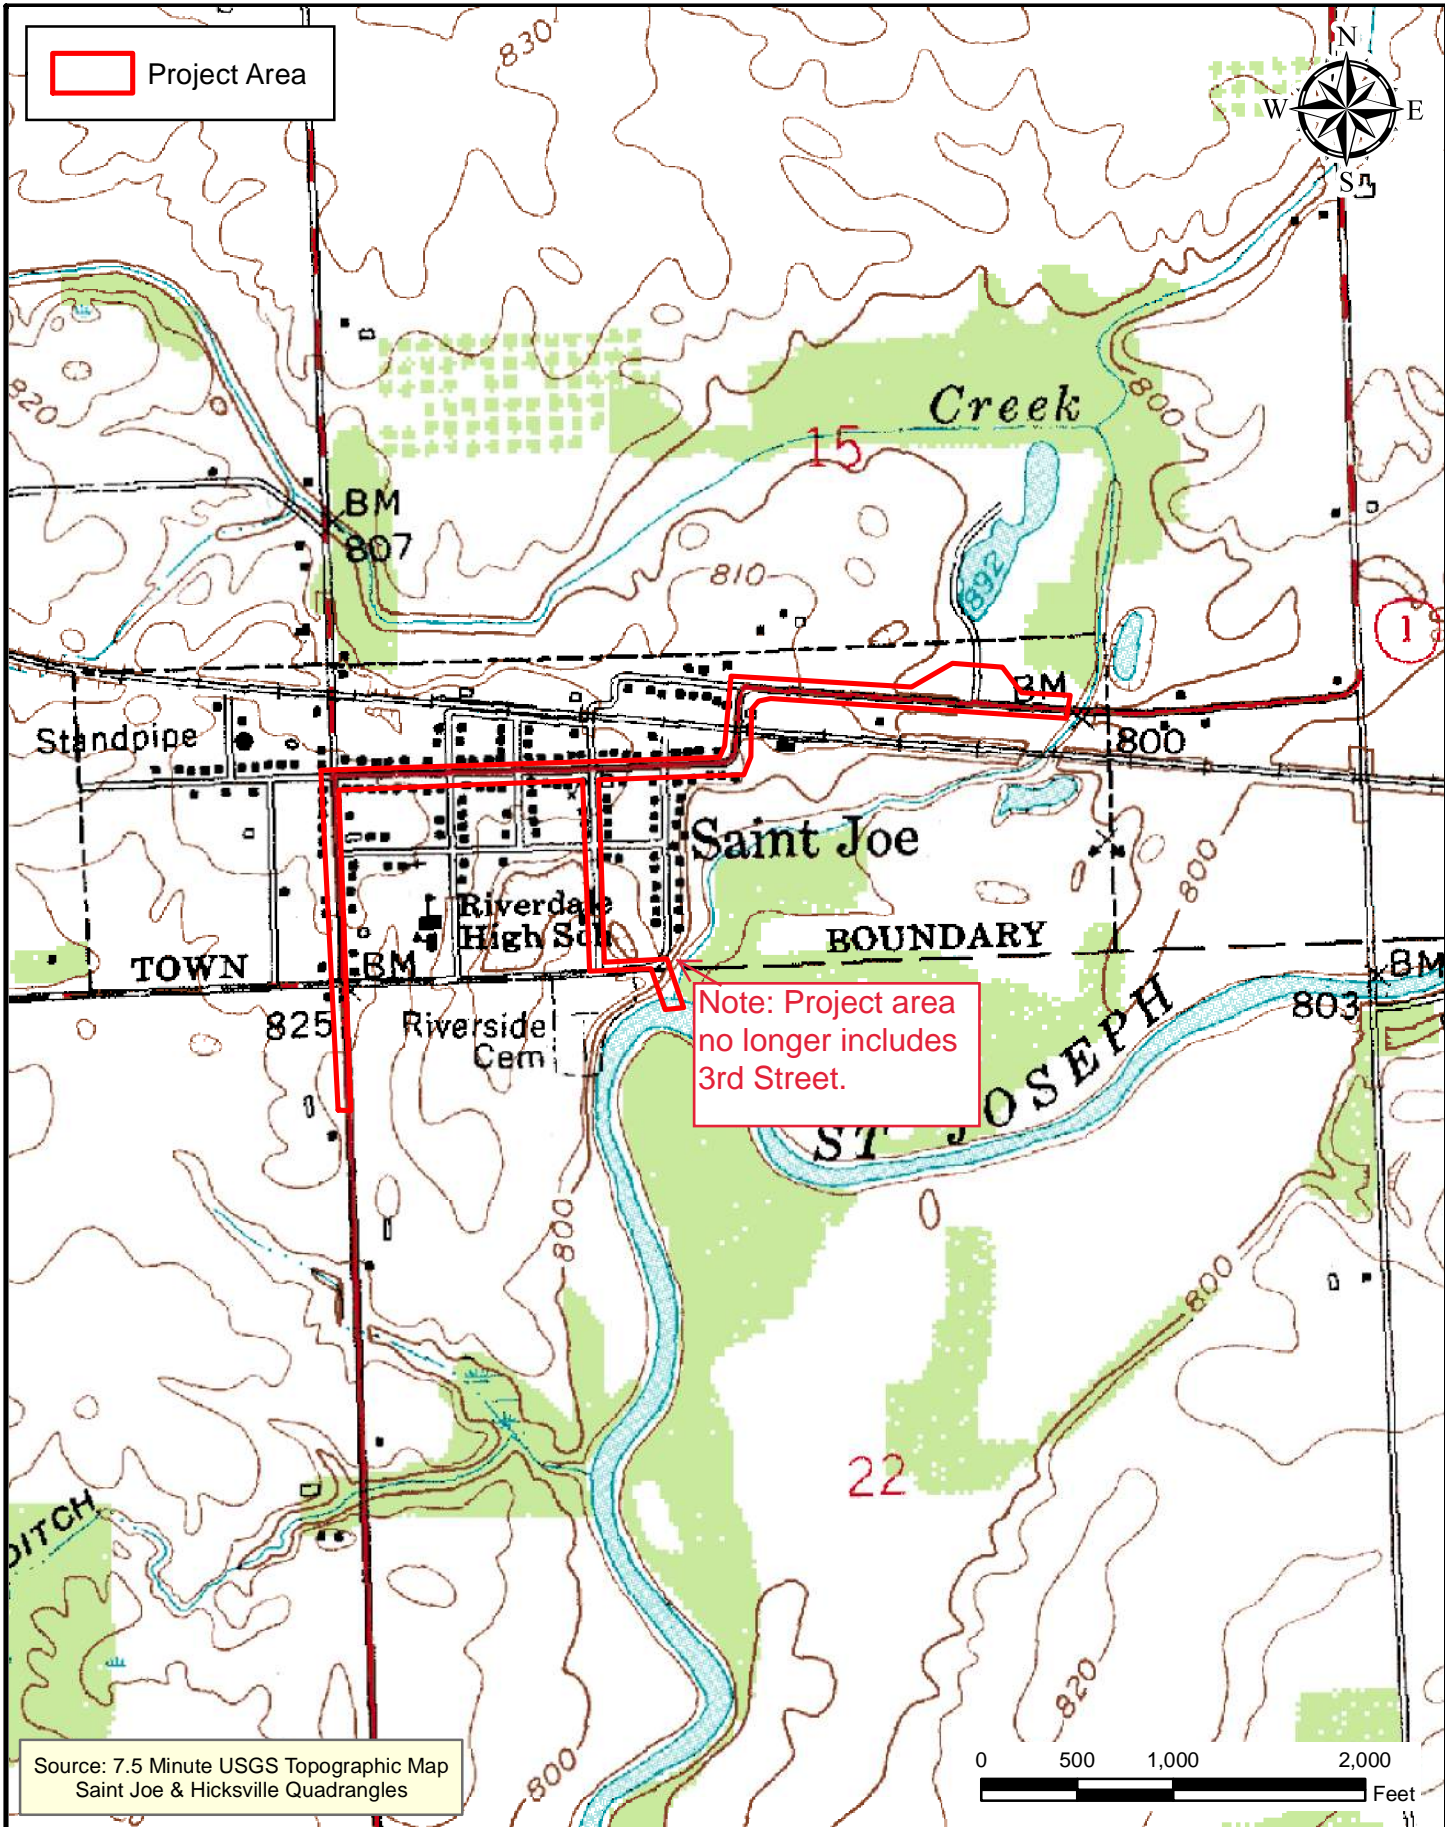 Project Area
830
N
W
E
S
820
Creek
800
15
BM
807
892
810
1
BM
800
Standpipe
Saint Joe
800
Riverdale
High Sch
BOUNDARY
TOWN
BM
BM
803
825
Riverside
Cem
Note: Project area
no longer includes
3rd Street.
ST JOSEPH
800
800
22
DITCH
820
800
Source: 7.5 Minute USGS Topographic Map
Saint Joe & Hicksville Quadrangles
0 500 1,000 2,000
Feet